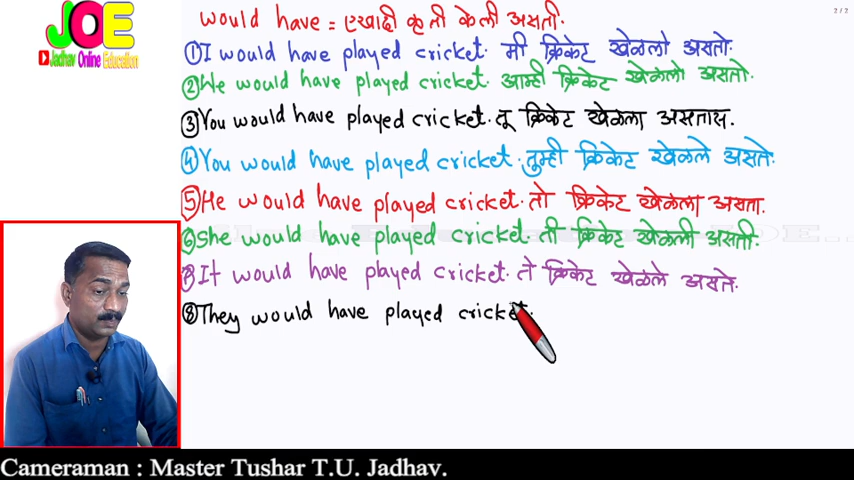 2/2
JOE
Jadhav Online Education
would have = एखादी कृती केली असती.
① I would have played cricket. मी क्रिकेट खेळलो असतो.
② We would have played cricket. आम्ही क्रिकेट खेळलो असतो.
③ You would have played cricket. तू क्रिकेट खेळला असतास.
④ You would have played cricket. तुम्ही क्रिकेट खेळले असते.
⑤ He would have played cricket. तो क्रिकेट खेळला असता.
⑥ She would have played cricket. ती क्रिकेट खेळली असती.
⑦ It would have played cricket. ते क्रिकेट खेळले असते.
⑧ They would have played cricket.
Cameraman : Master Tushar T.U. Jadhav.